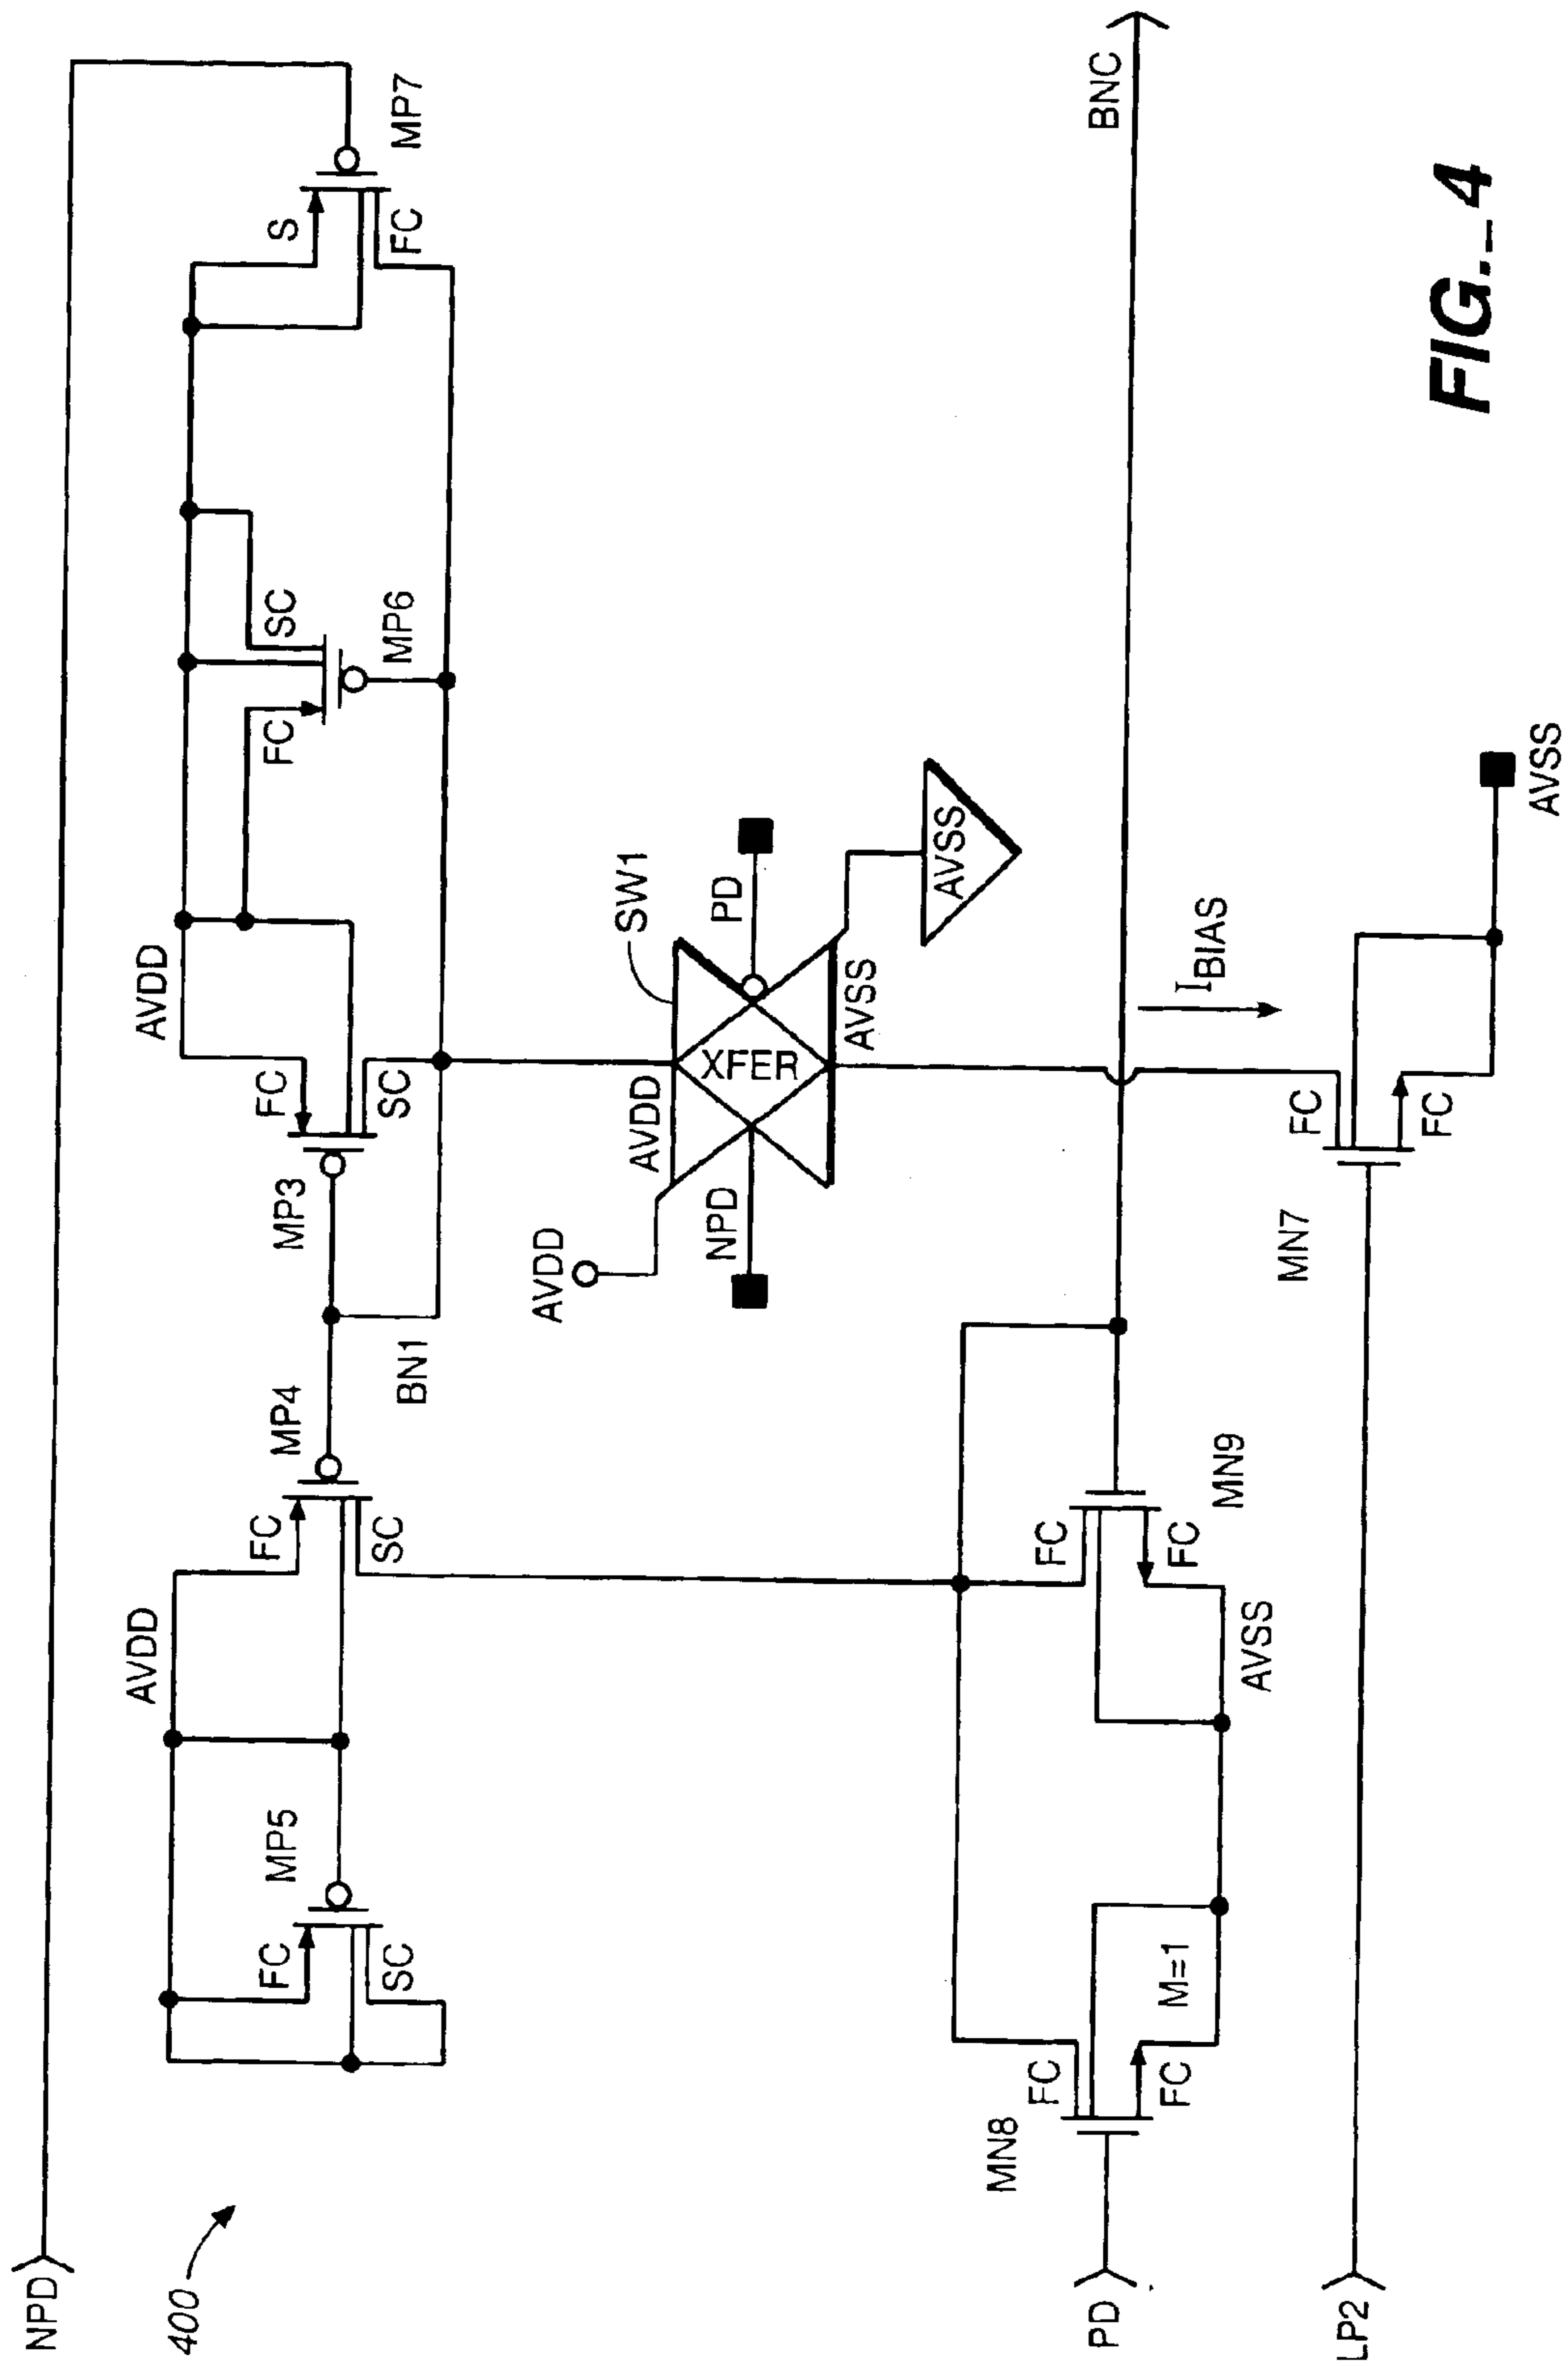 NPD
400
AVDD
FC
MP5
SC
AVDD
FC
MP4
SC
BN1
MP3
FC
SC
AVDD
FC
SC
MP6
S
MP7
FC
AVDD
AVDD
NPD
XFER
SW1
PD
AVSS
AVSS
BNC
IBIAS
PD
MN8
FC
FC
M=1
FC
FC
MN9
AVSS
LP2
MN7
FC
FC
AVSS
FIG._4